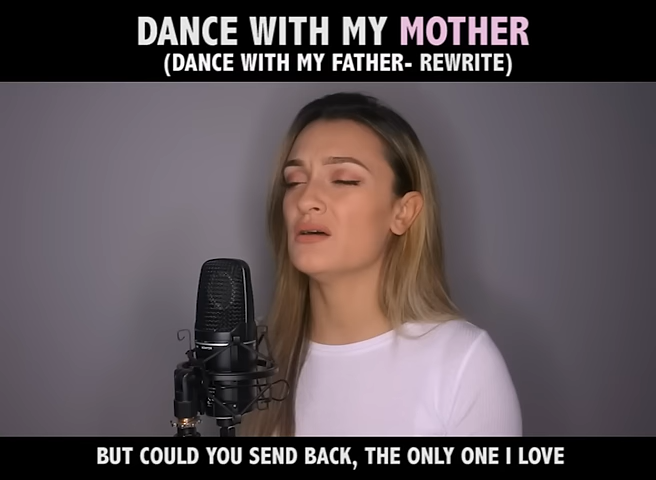 DANCE WITH MY MOTHER
(DANCE WITH MY FATHER- REWRITE)
BUT COULD YOU SEND BACK, THE ONLY ONE I LOVE